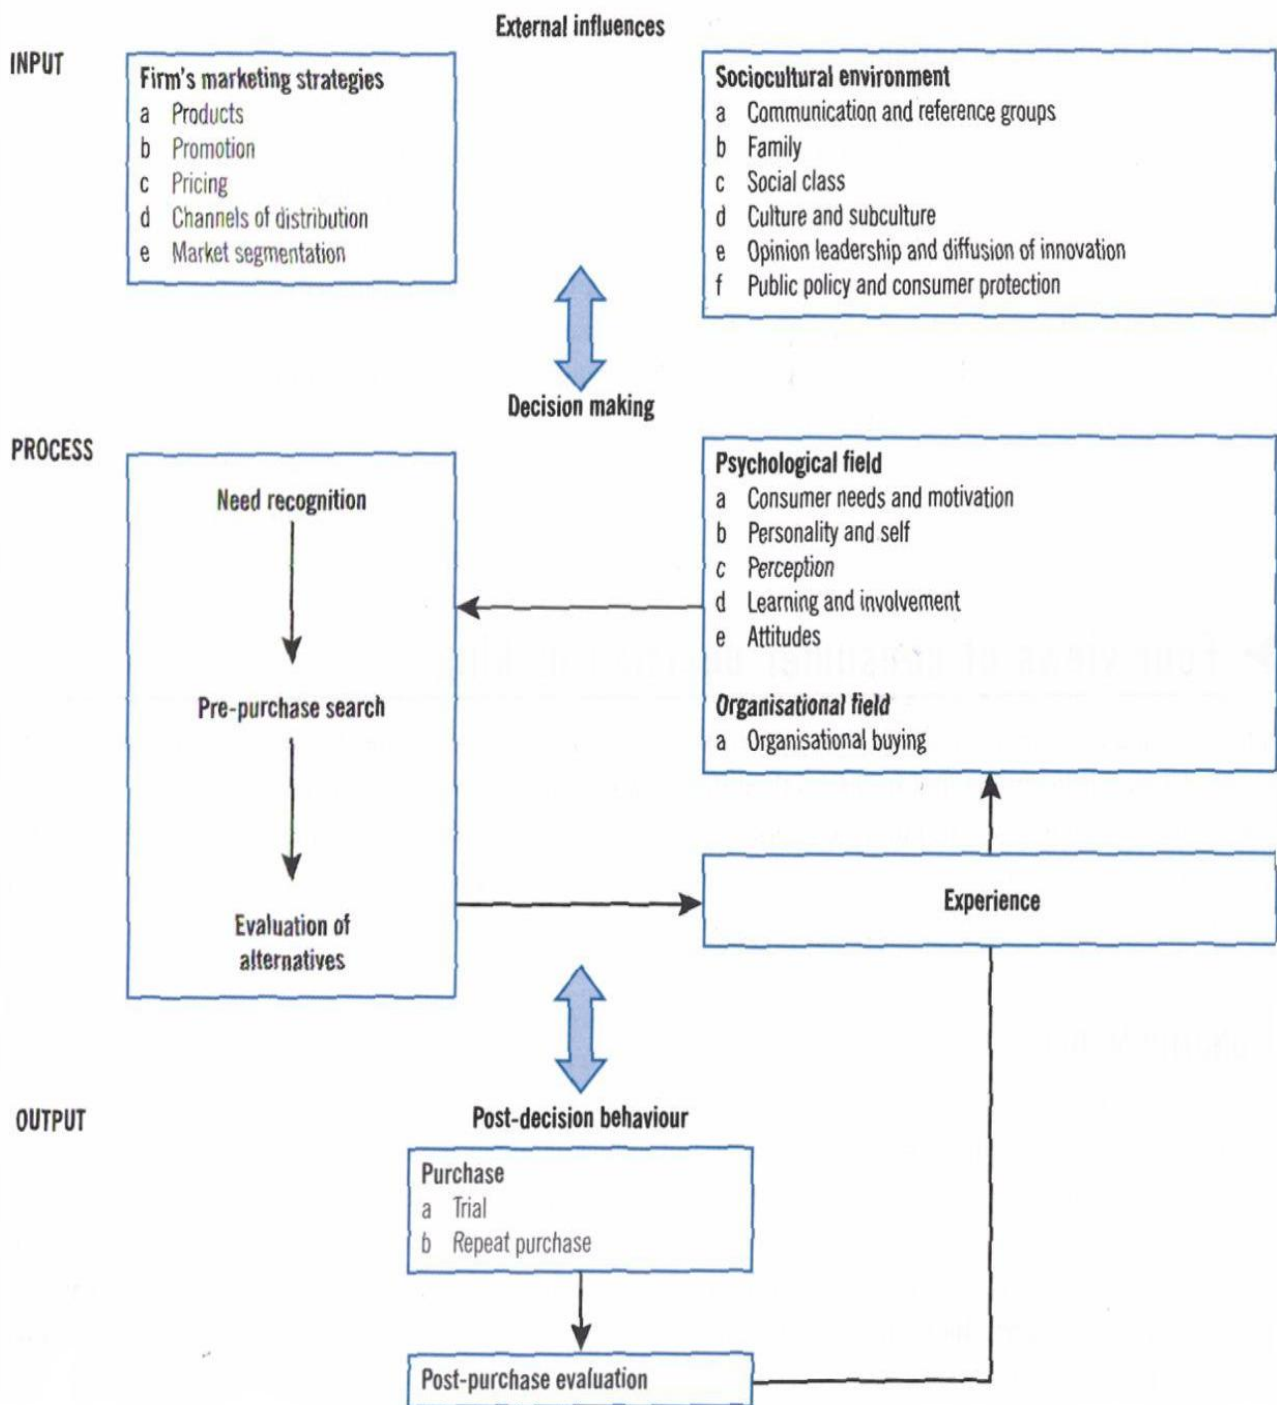 External influences
INPUT
Firm's marketing strategies
a Products
b Promotion
c Pricing
d Channels of distribution
e Market segmentation
Sociocultural environment
a Communication and reference groups
b Family
c Social class
d Culture and subculture
e Opinion leadership and diffusion of innovation
f Public policy and consumer protection
Decision making
PROCESS
Need recognition
Pre-purchase search
Evaluation of
alternatives
Psychological field
a Consumer needs and motivation
b Personality and self
c Perception
d Learning and involvement
e Attitudes
Organisational field
a Organisational buying
Experience
OUTPUT
Post-decision behaviour
Purchase
a Trial
b Repeat purchase
Post-purchase evaluation